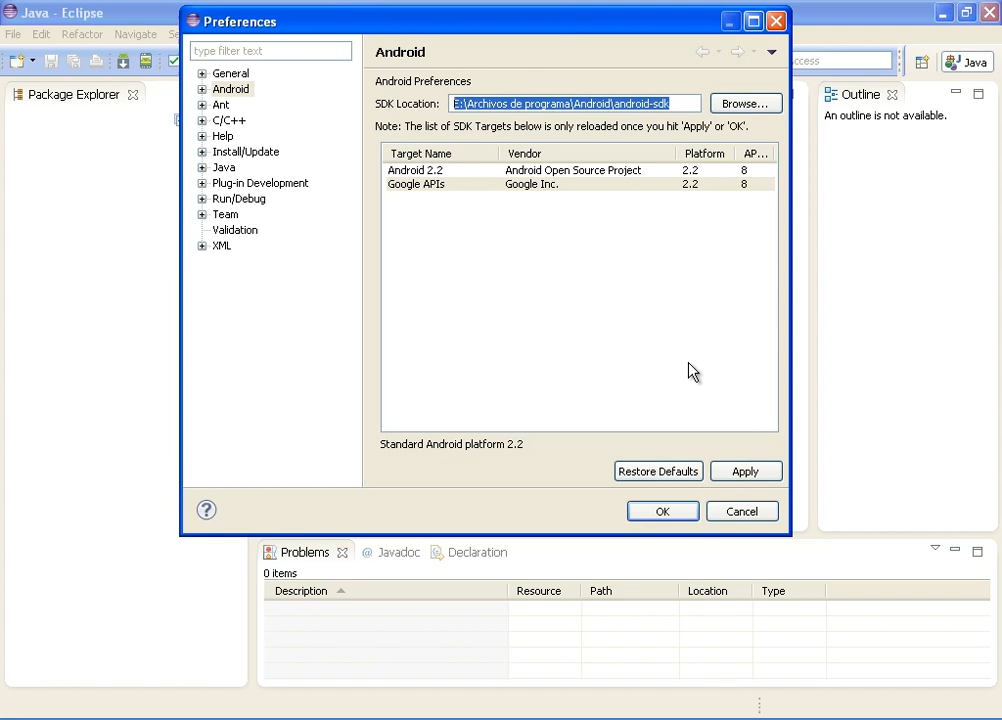 Java - Eclipse
File Edit Refactor Navigate
Java
Package Explorer
Preferences
type filter text
General
Android
Ant
C/C++
Help
Install/Update
Java
Plug-in Development
Run/Debug
Team
Validation
XML
Android
Android Preferences
SDK Location: E:\Archivos de programa\Android\android-sdk Browse...
Note: The list of SDK Targets below is only reloaded once you hit 'Apply' or 'OK'.
Target Name Vendor Platform AP...
Android 2.2 Android Open Source Project 2.2 8
Google APIs Google Inc. 2.2 8
Standard Android platform 2.2
Restore Defaults Apply
OK Cancel
Outline
An outline is not available.
Problems @ Javadoc Declaration
0 items
Description Resource Path Location Type